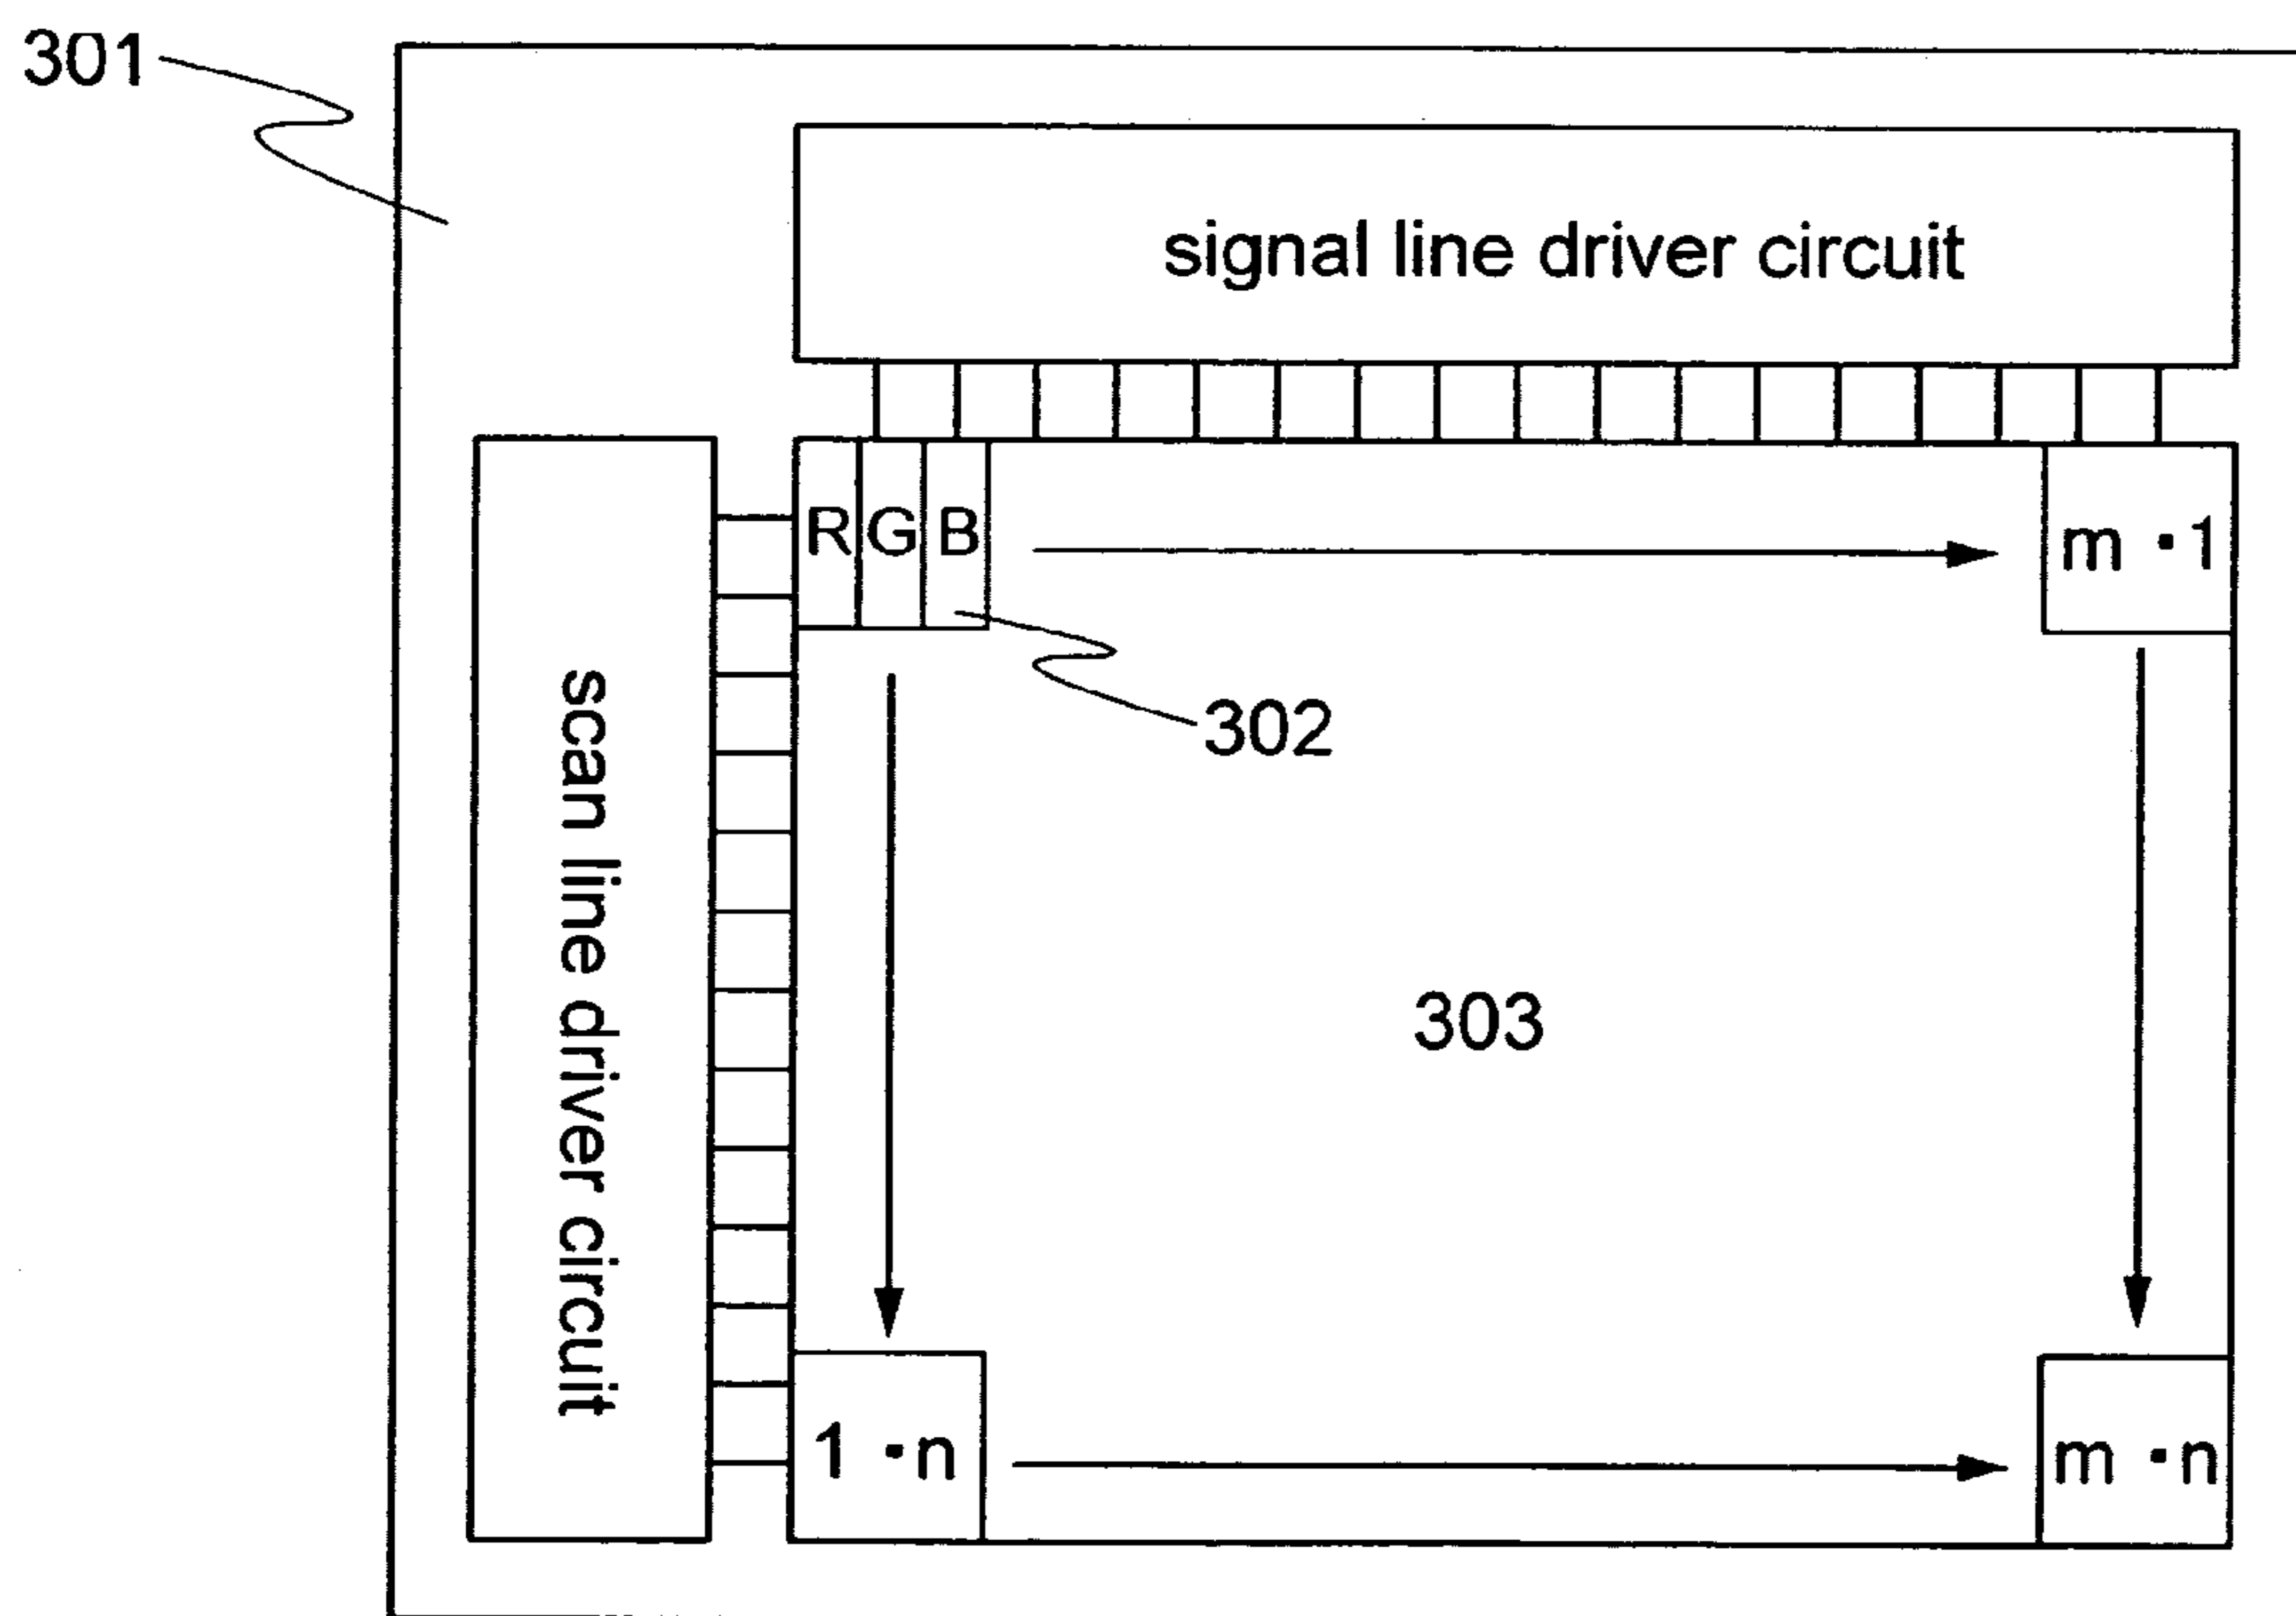 301
signal line driver circuit
R G B
m ・1
302
scan line driver circuit
303
1 ・n
m ・n